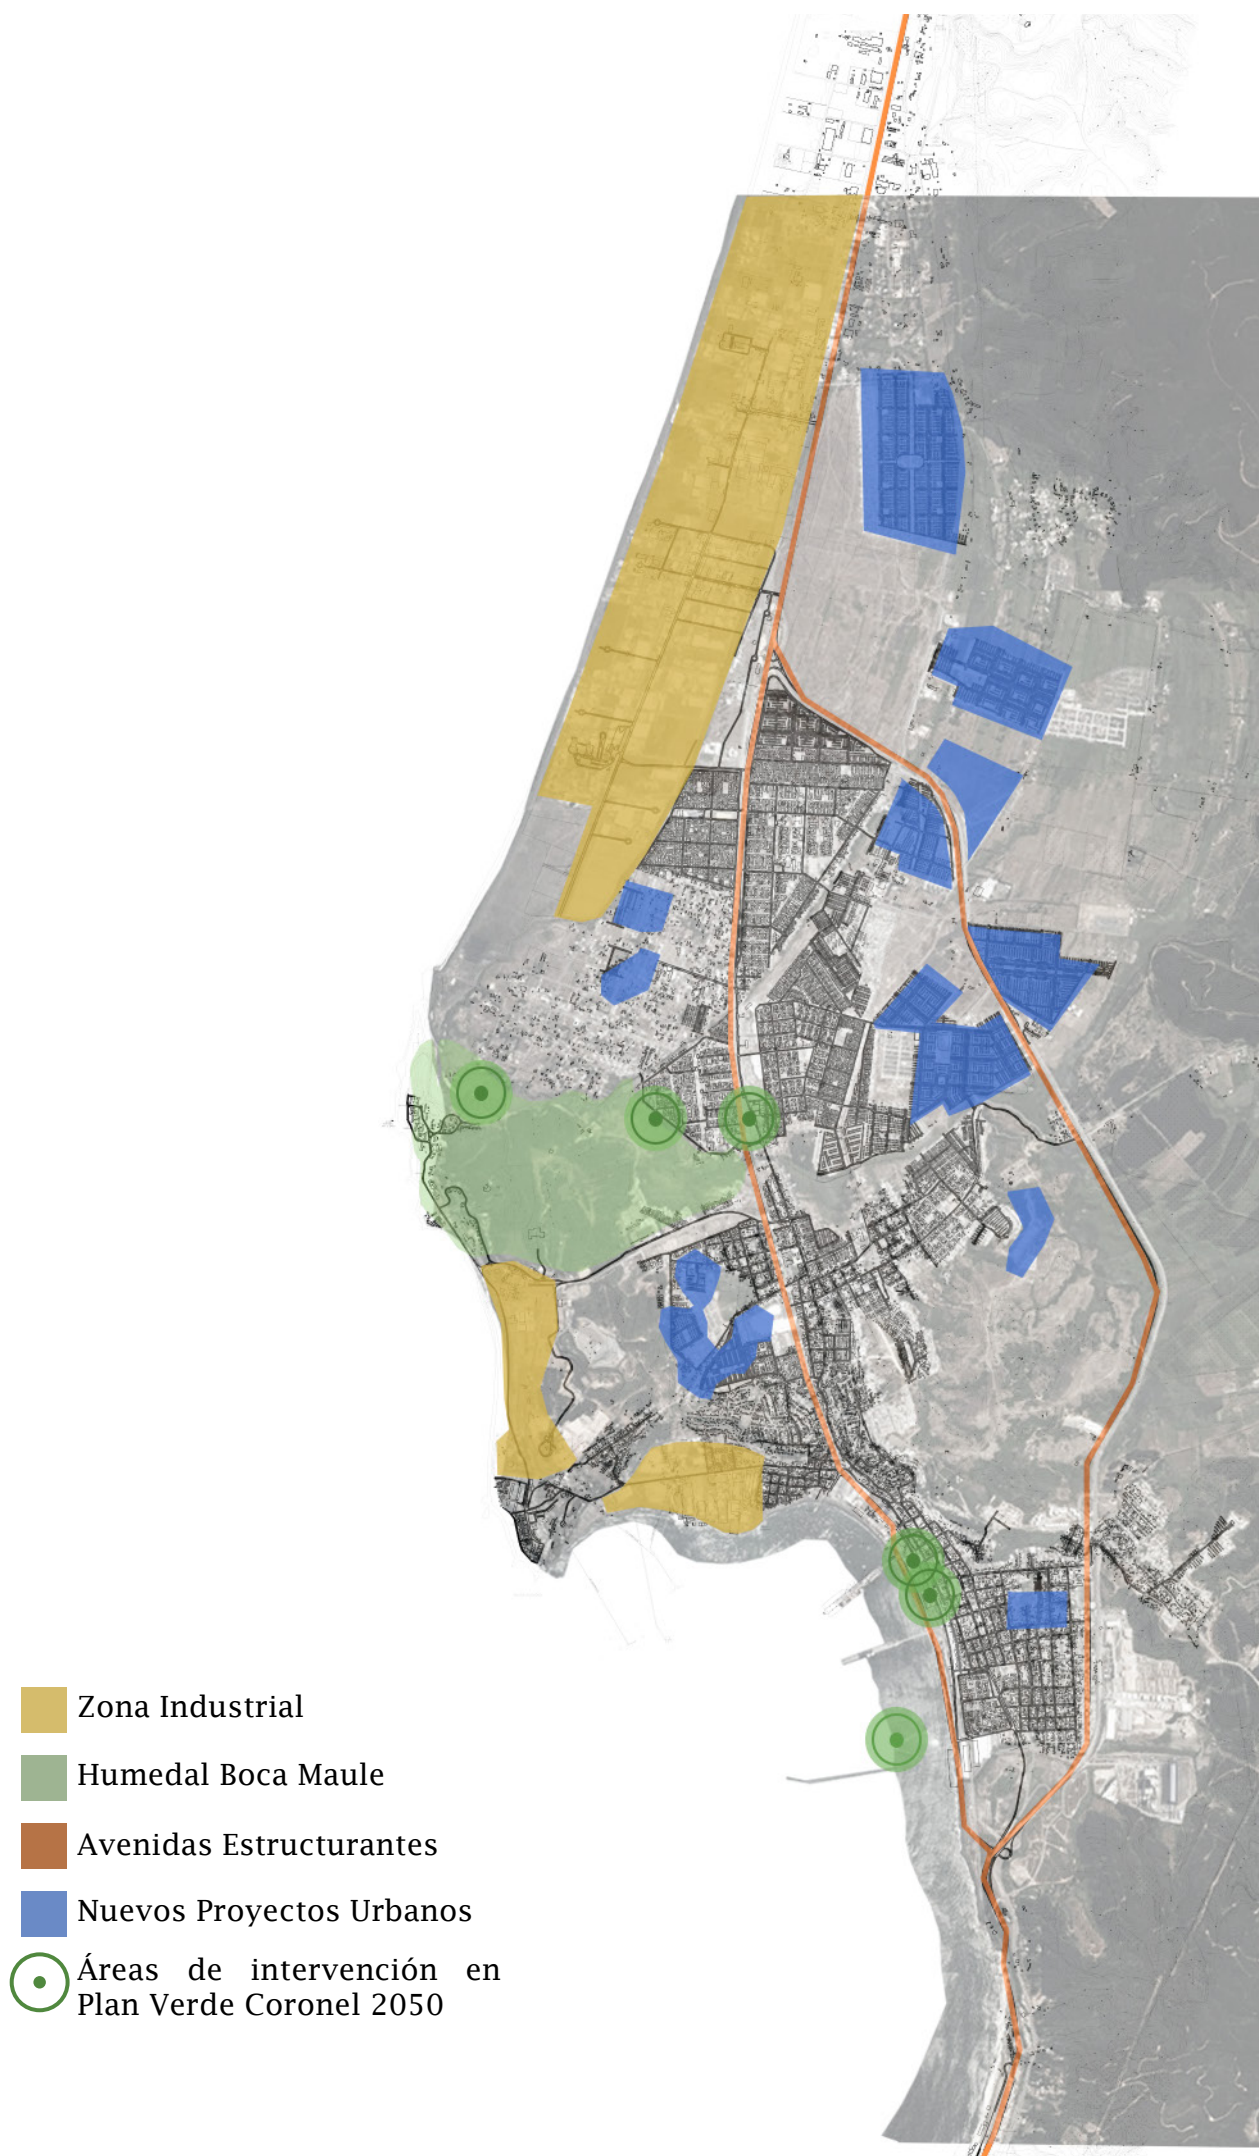 Zona Industrial
Humedal Boca Maule
Avenidas Estructurantes
Nuevos Proyectos Urbanos
Áreas de intervención en
Plan Verde Coronel 2050